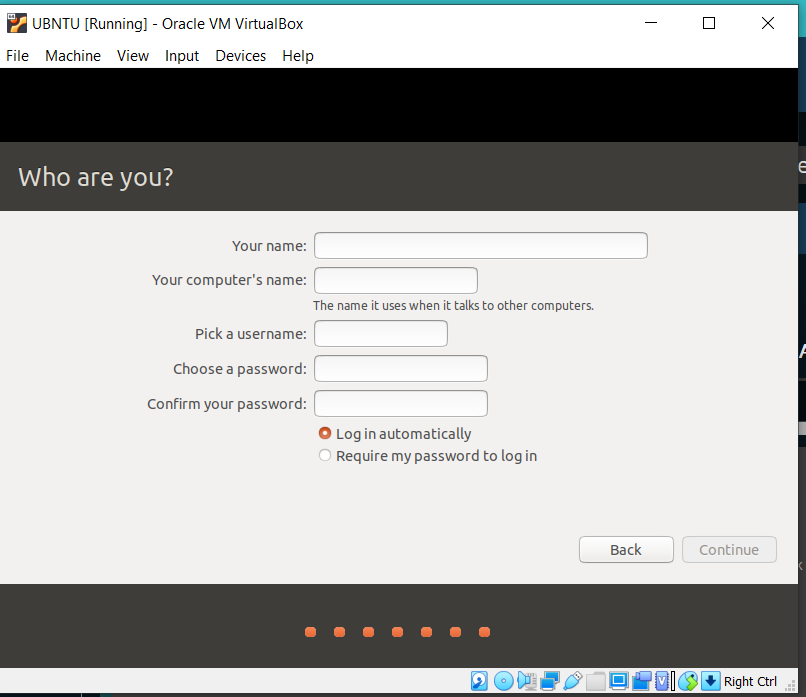 UBNTU [Running] - Oracle VM VirtualBox
File Machine View Input Devices Help
Who are you?
Your name:
Your computer's name:
The name it uses when it talks to other computers.
Pick a username:
Choose a password:
Confirm your password:
Log in automatically
Require my password to log in
Back Continue
Right Ctrl